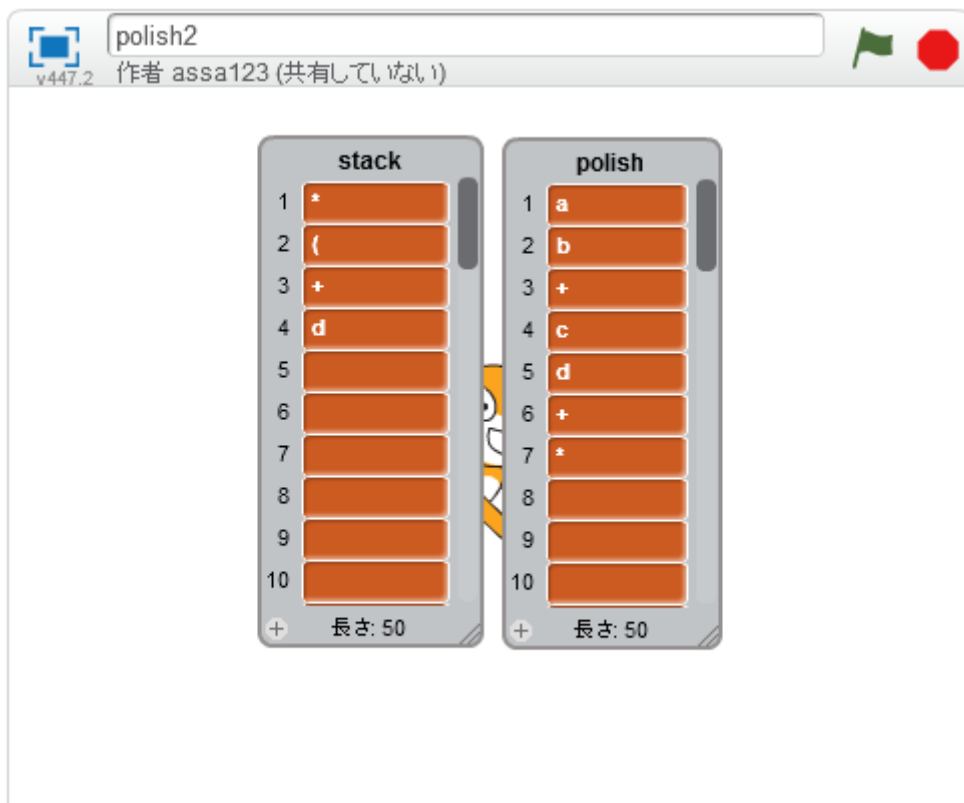 polish2
v447.2
作者 assa123 (共有していない)
stack
1 *
2 (
3 +
4 d
5
6
7
8
9
10
+ 長さ: 50
polish
1 a
2 b
3 +
4 c
5 d
6 +
7 *
8
9
10
+ 長さ: 50